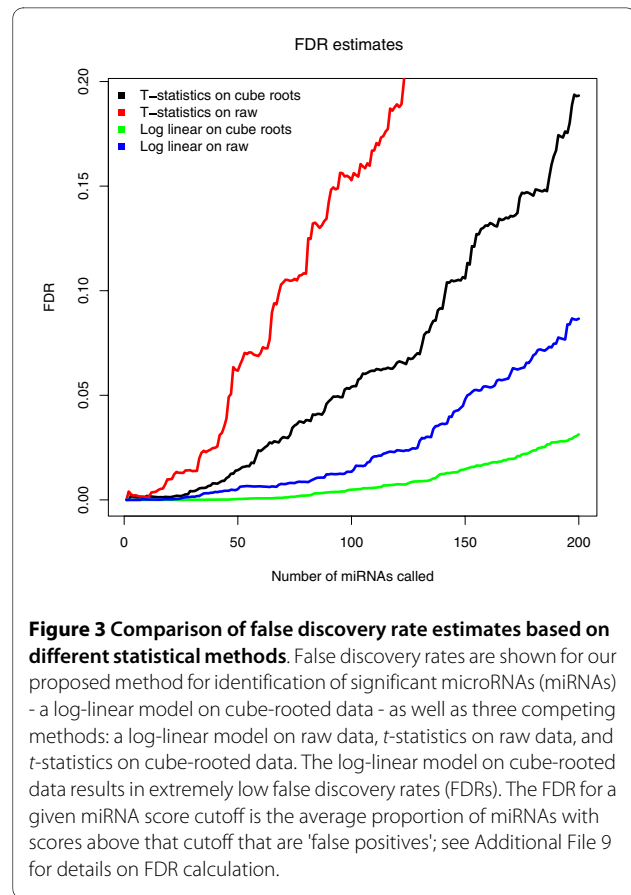 FDR estimates
T−statistics on cube roots
T−statistics on raw
Log linear on cube roots
Log linear on raw
0.20
0.15
0.10
0.05
0.00
FDR
0 50 100 150 200
Number of miRNAs called
Figure 3 Comparison of false discovery rate estimates based on
different statistical methods. False discovery rates are shown for our
proposed method for identification of significant microRNAs (miRNAs)
- a log-linear model on cube-rooted data - as well as three competing
methods: a log-linear model on raw data, t-statistics on raw data, and
t-statistics on cube-rooted data. The log-linear model on cube-rooted
data results in extremely low false discovery rates (FDRs). The FDR for a
given miRNA score cutoff is the average proportion of miRNAs with
scores above that cutoff that are 'false positives'; see Additional File 9
for details on FDR calculation.